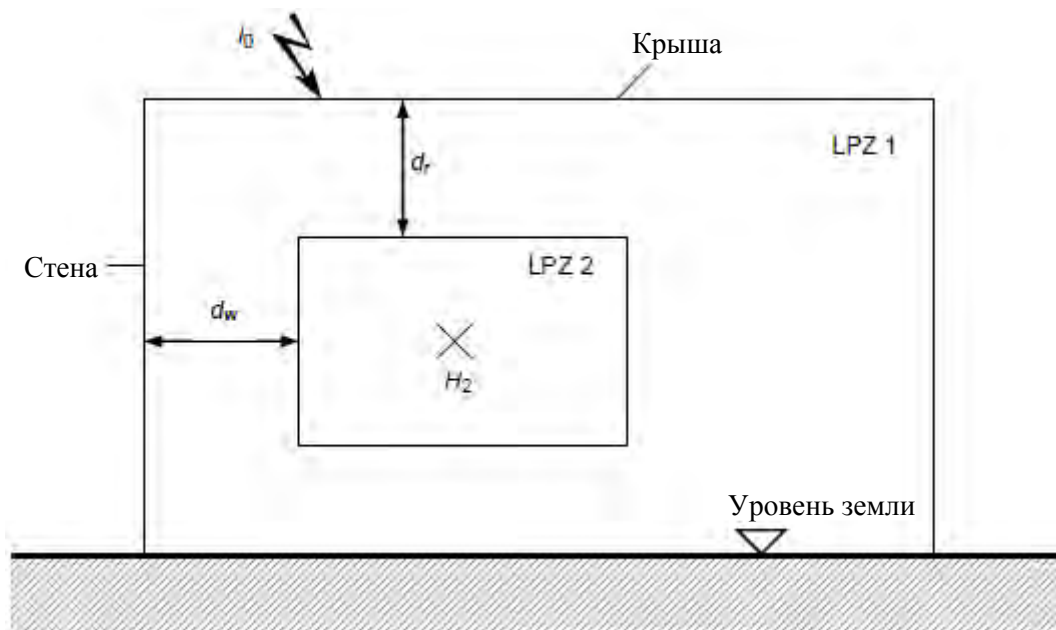 i₀
Крыша
LPZ 1
dᵣ
Стена
LPZ 2
d𝐰
H₂
Уровень земли